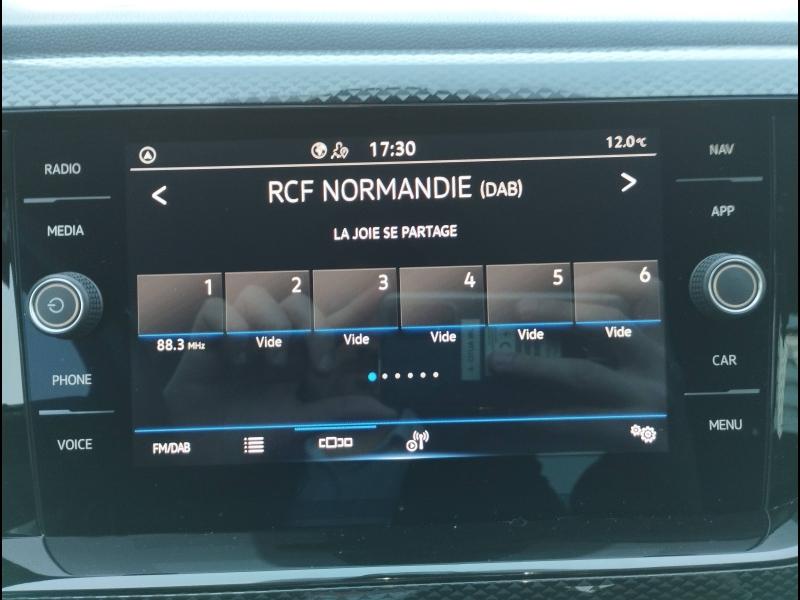 17:30
12.0°C
RADIO
NAV
< RCF NORMANDIE (DAB) >
MEDIA
APP
LA JOIE SE PARTAGE
1 2 3 4 5 6
88.3 MHz Vide Vide Vide Vide Vide
PHONE
CAR
VOICE
FM/DAB
MENU